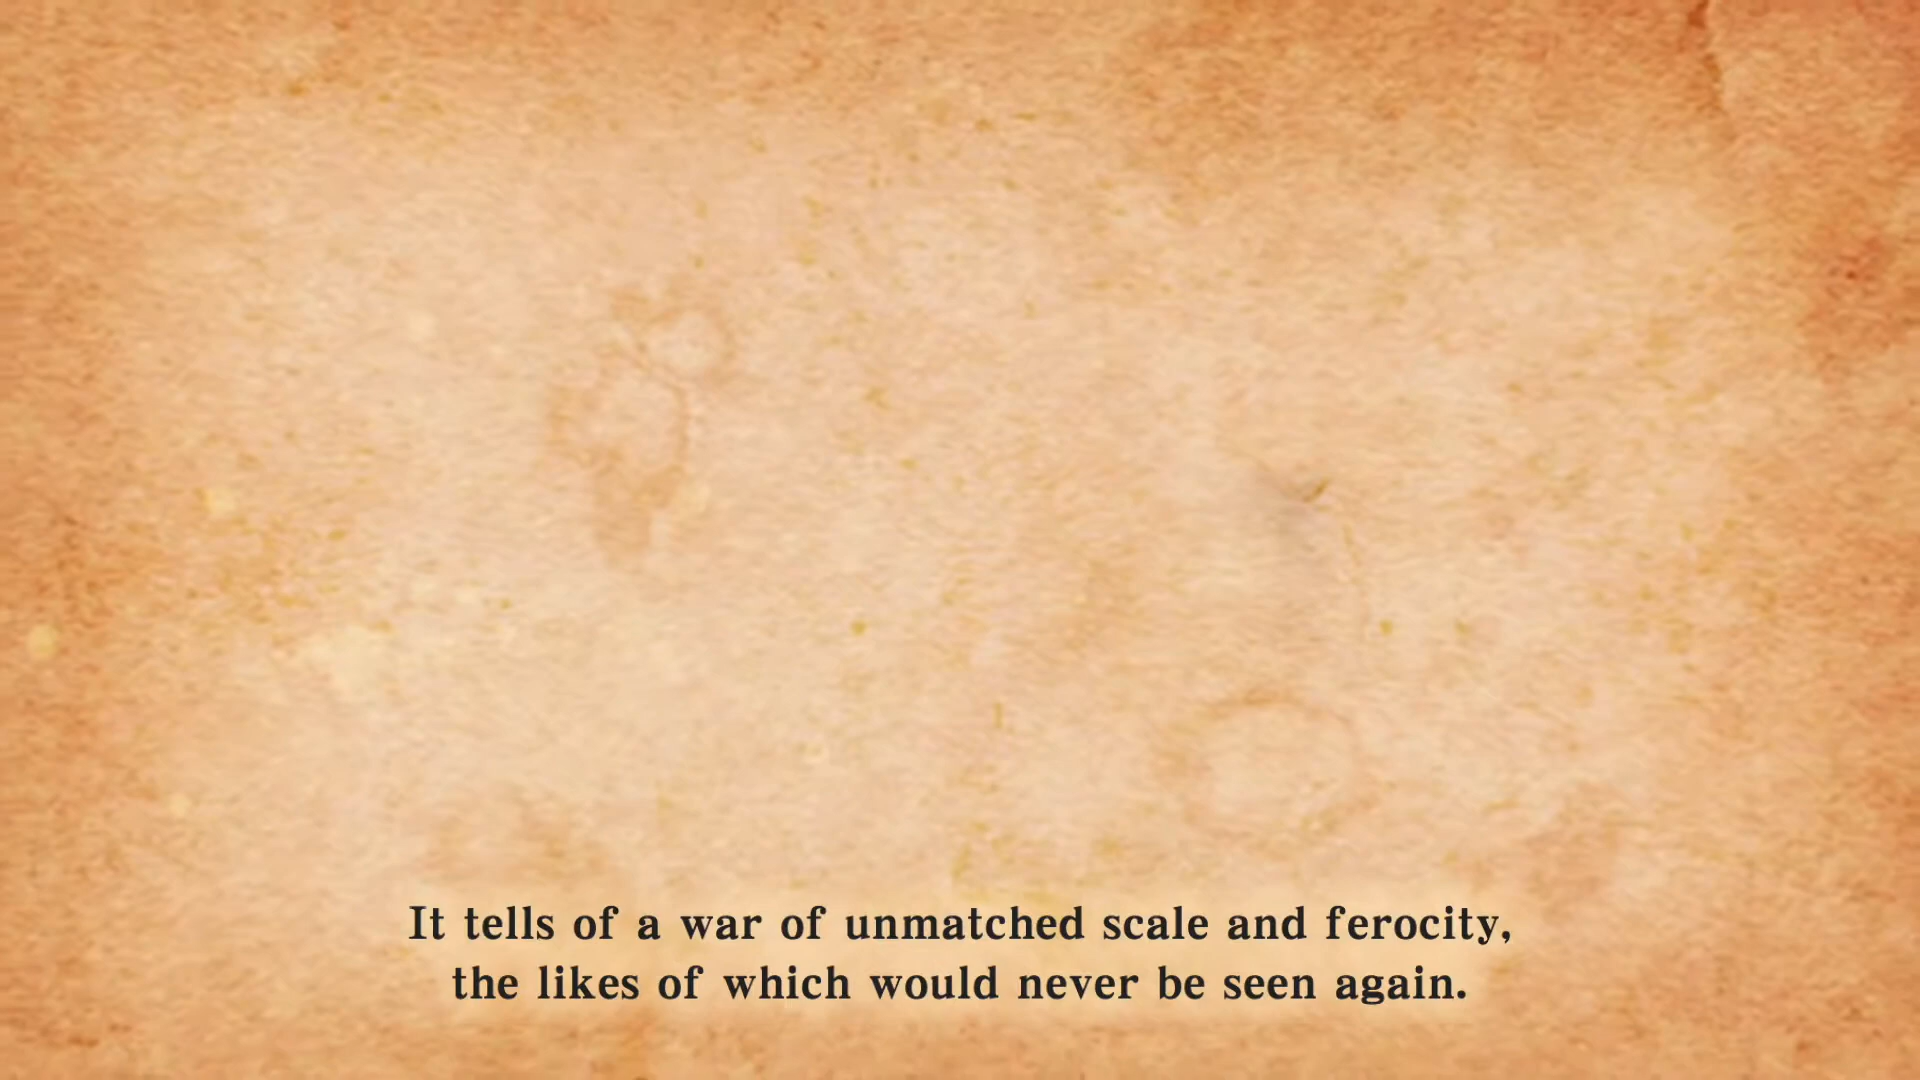 It tells of a war of unmatched scale and ferocity,
the likes of which would never be seen again.